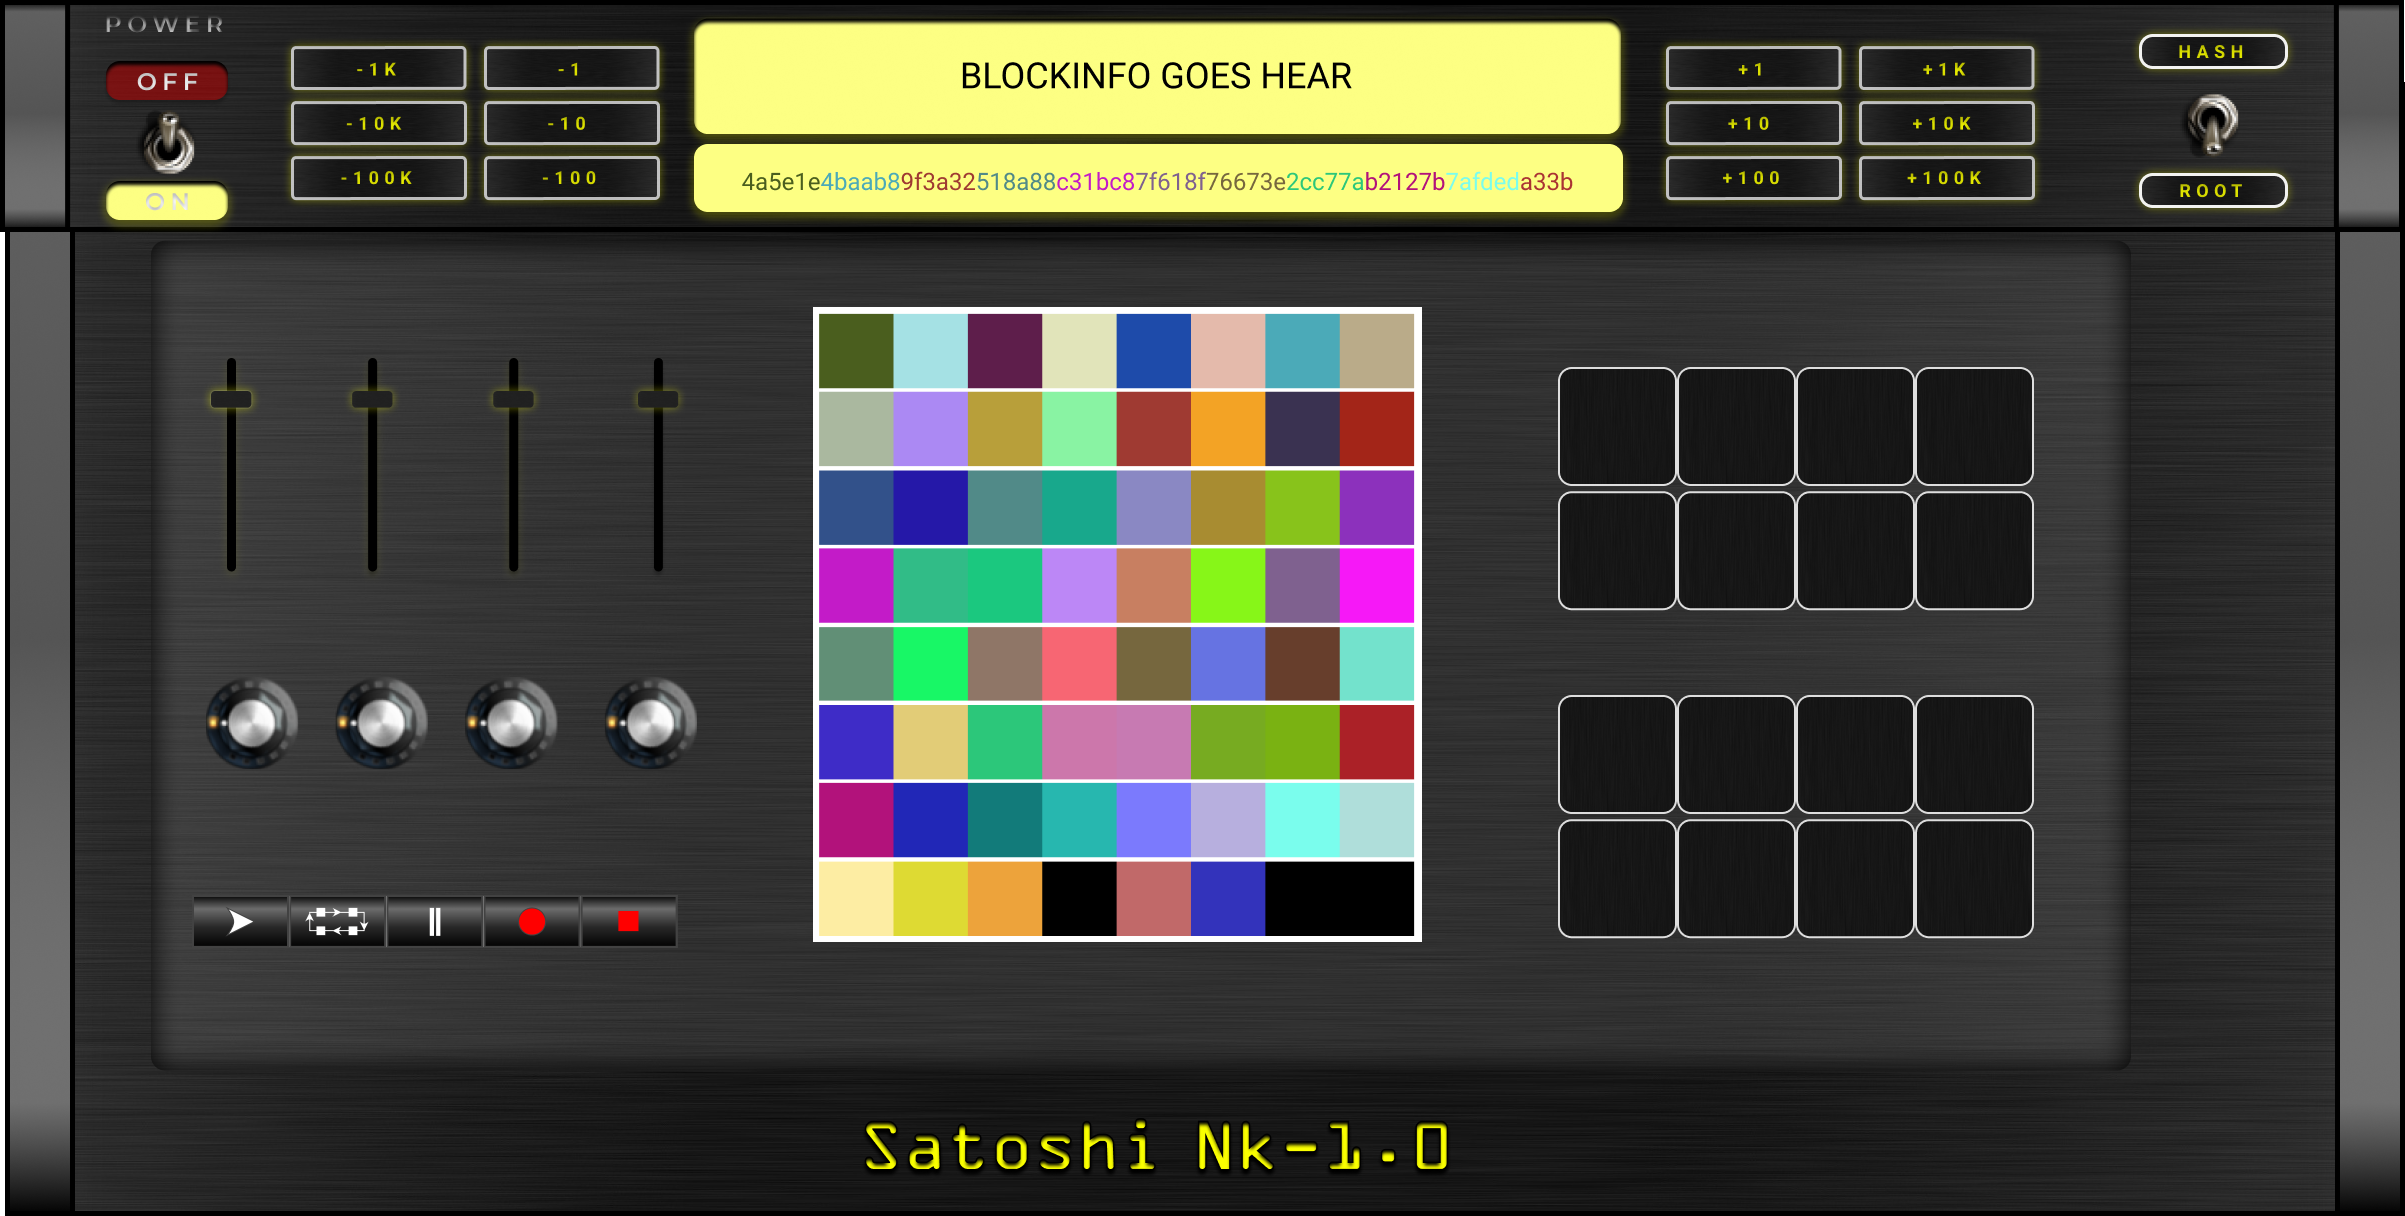 POWER
OFF
ON
-1K
-1
-10K
-10
-100K
-100
BLOCKINFO GOES HEAR
4a5e1e4baab89f3a32518a88c31bc87f618f76673e2cc77ab2127b7afdeda33b
+1
+1K
+10
+10K
+100
+100K
HASH
ROOT
Satoshi Nk-1.0